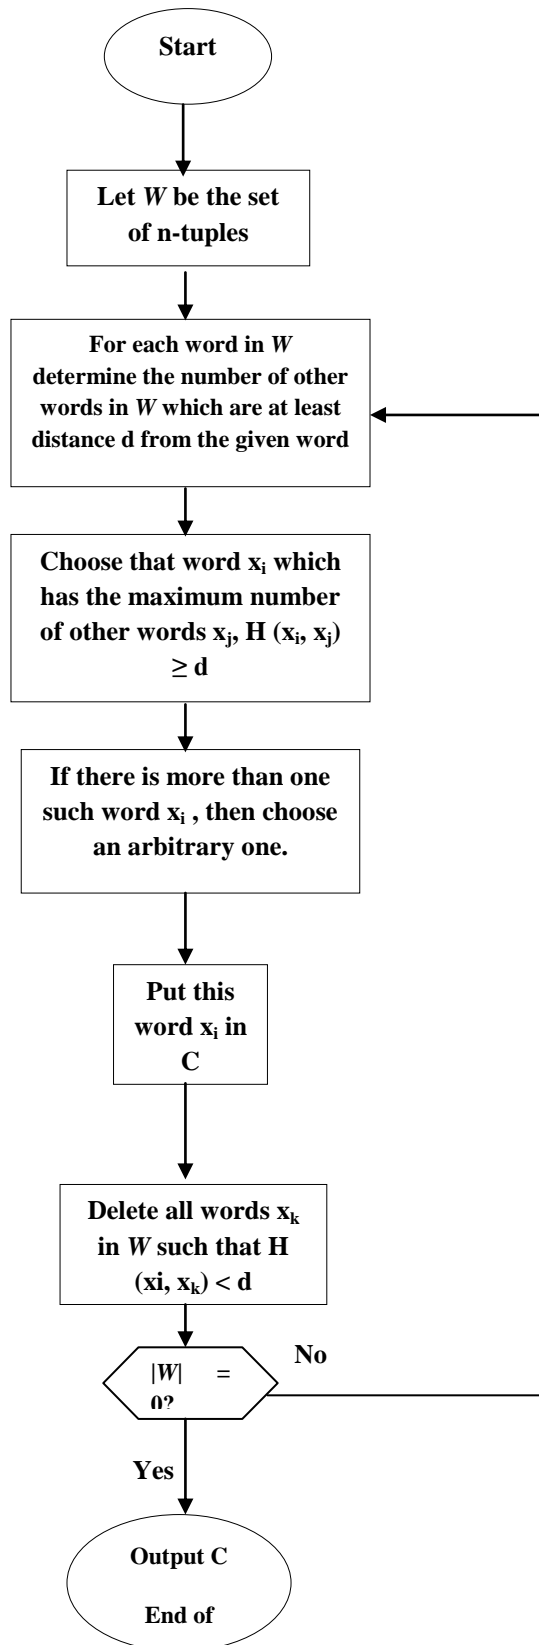 Start
Let W be the set
of n-tuples
For each word in W
determine the number of other
words in W which are at least
distance d from the given word
Choose that word xᵢ which
has the maximum number
of other words xⱼ, H (xᵢ, xⱼ)
≥ d
If there is more than one
such word xᵢ , then choose
an arbitrary one.
Put this
word xᵢ in
C
Delete all words xₖ
in W such that H
(xi, xₖ) < d
No
|W| =
0?
Yes
Output C
End of